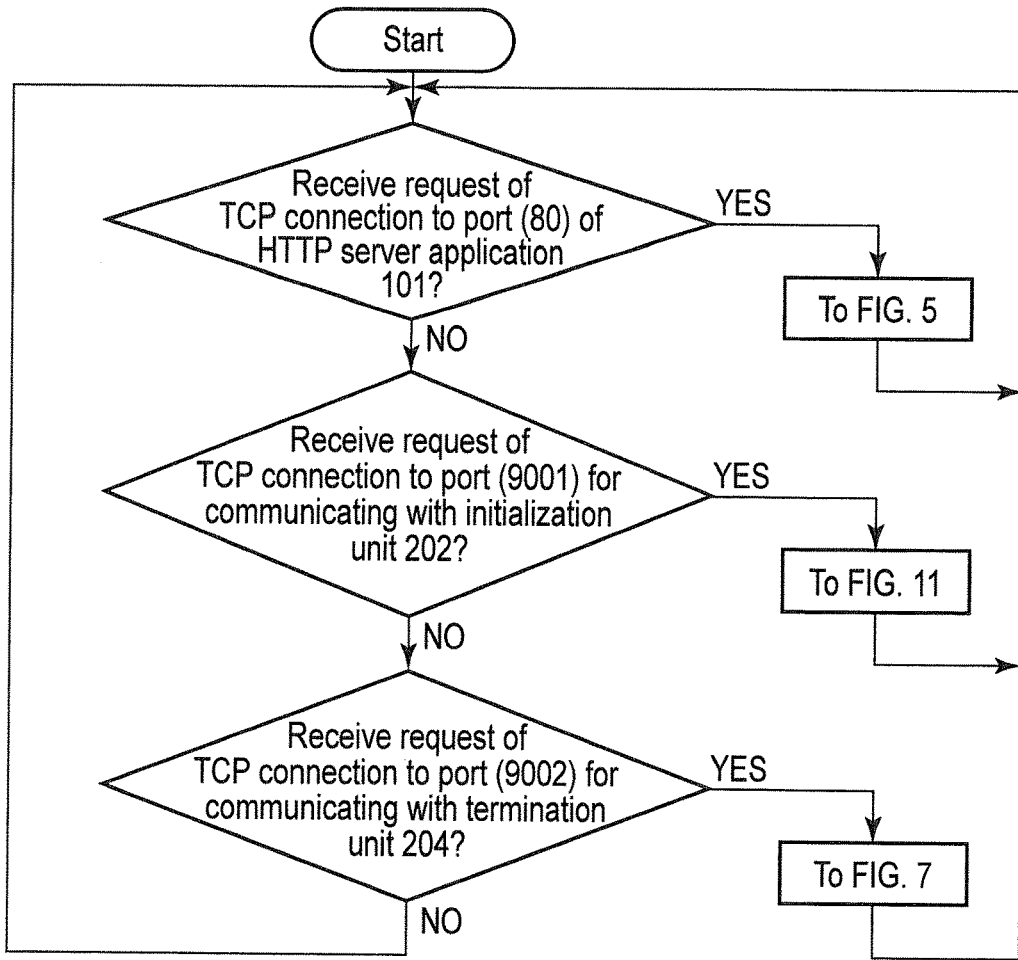 Start
Receive request of
TCP connection to port (80) of
HTTP server application
101?
YES
To FIG. 5
NO
Receive request of
TCP connection to port (9001) for
communicating with initialization
unit 202?
YES
To FIG. 11
NO
Receive request of
TCP connection to port (9002) for
communicating with termination
unit 204?
YES
To FIG. 7
NO